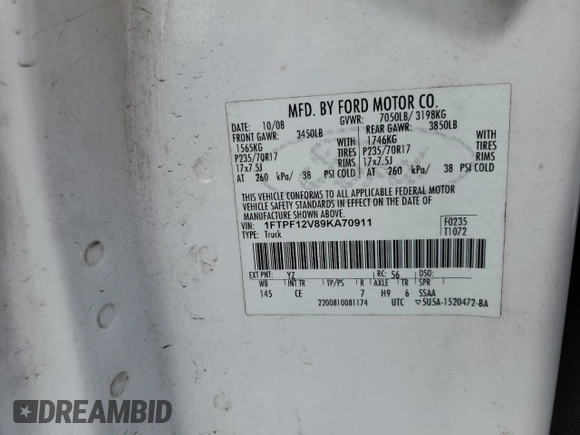 MFD. BY FORD MOTOR CO.
DATE: 10/08 GVWR: 7050LB/ 3198KG
FRONT GAWR: 3450LB REAR GAWR: 3850LB
1565KG WITH 1746KG WITH
P235/70R17 TIRES P235/70R17 TIRES
17x7.5J RIMS 17x7.5J RIMS
AT 260 kPa/ 38 PSI COLD AT 260 kPa/ 38 PSI COLD
THIS VEHICLE CONFORMS TO ALL APPLICABLE FEDERAL MOTOR
VEHICLE SAFETY STANDARDS IN EFFECT ON THE DATE OF
MANUFACTURE SHOWN ABOVE.
VIN: 1FTPF12V89KA70911 F0235
TYPE: Truck T1072
EXT PNT: YZ RC: 56 DSO:
WB INT TR TP/PS R AXLE TR SPR
145 CE 7 H9 6 SSAA
2200810081174 UTC ▽5U5A-1520472-BA
DREAMBID